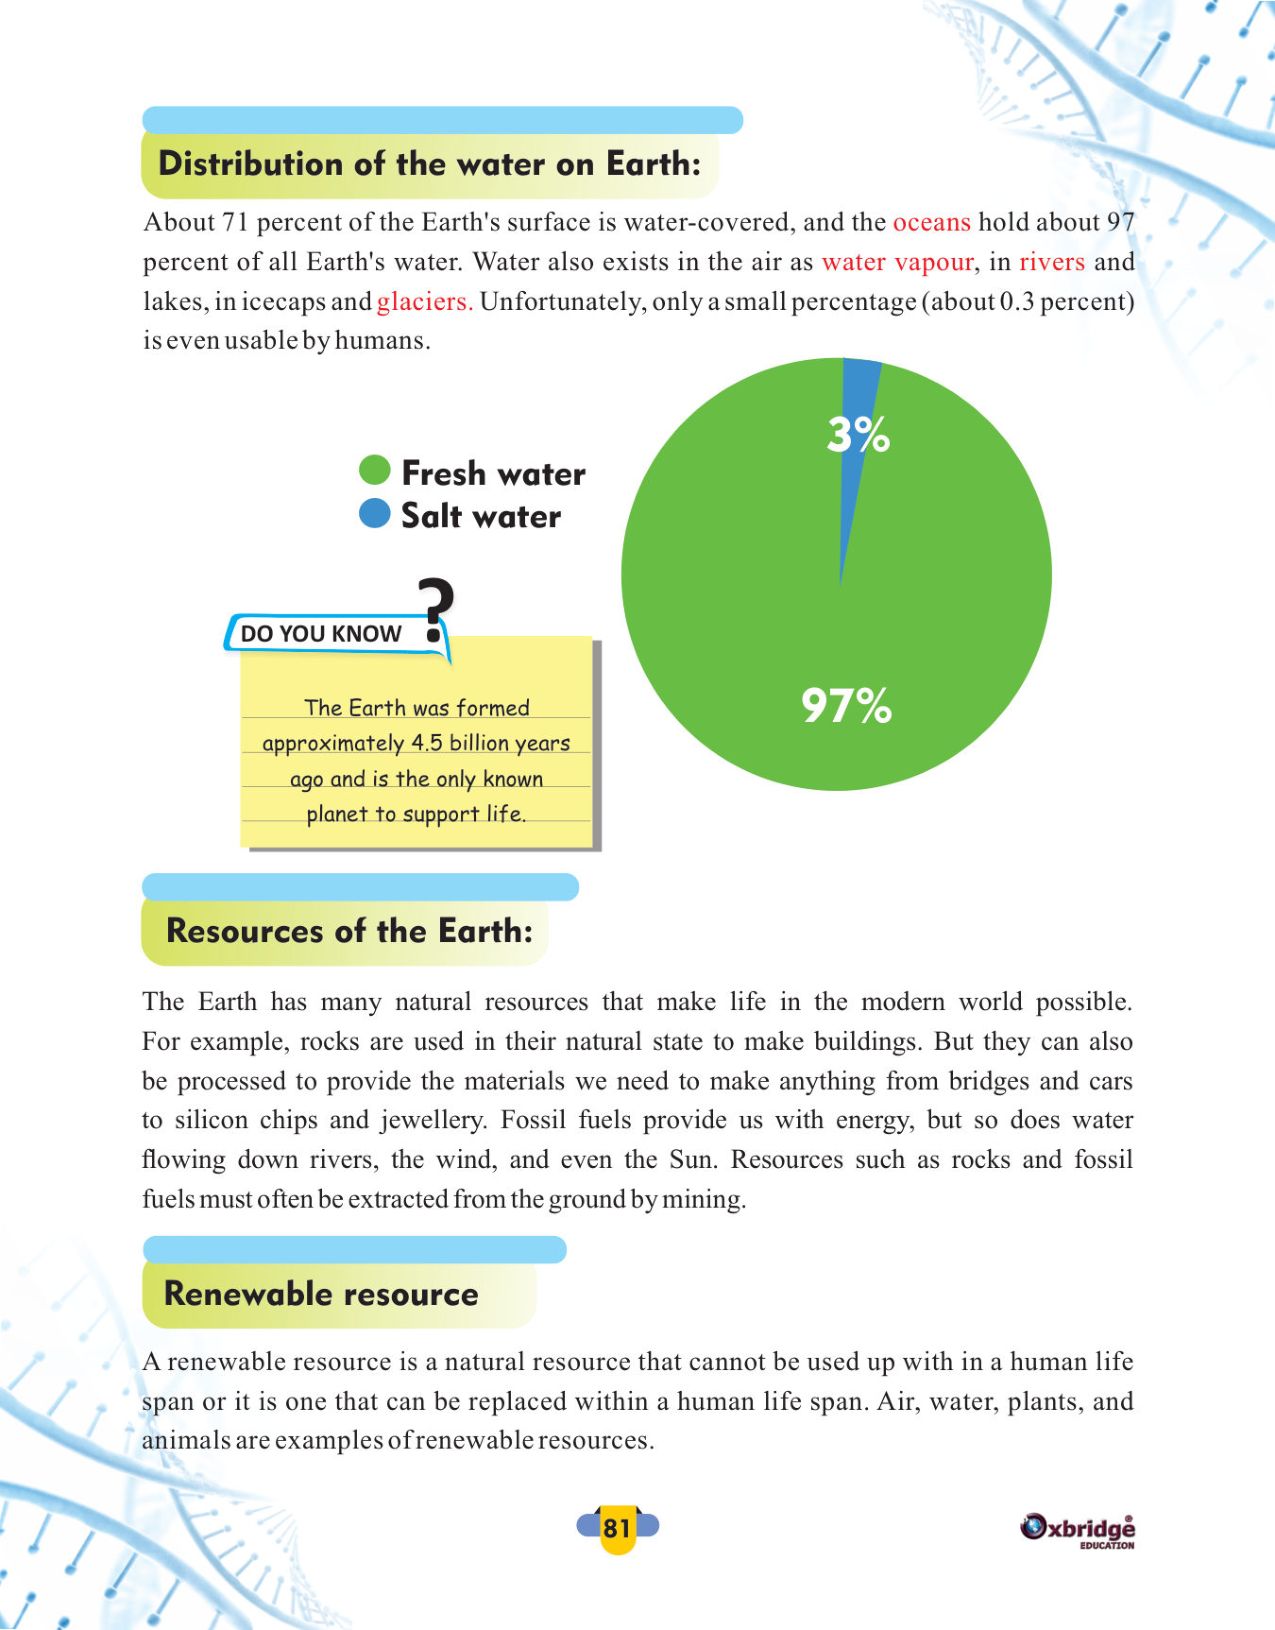 Distribution of the water on Earth:
About 71 percent of the Earth's surface is water-covered, and the oceans hold about 97
percent of all Earth's water. Water also exists in the air as water vapour, in rivers and
lakes, in icecaps and glaciers. Unfortunately, only a small percentage (about 0.3 percent)
is even usable by humans.
3%
Fresh water
Salt water
97%
DO YOU KNOW ?
The Earth was formed
approximately 4.5 billion years
ago and is the only known
planet to support life.
Resources of the Earth:
The Earth has many natural resources that make life in the modern world possible.
For example, rocks are used in their natural state to make buildings. But they can also
be processed to provide the materials we need to make anything from bridges and cars
to silicon chips and jewellery. Fossil fuels provide us with energy, but so does water
flowing down rivers, the wind, and even the Sun. Resources such as rocks and fossil
fuels must often be extracted from the ground by mining.
Renewable resource
A renewable resource is a natural resource that cannot be used up with in a human life
span or it is one that can be replaced within a human life span. Air, water, plants, and
animals are examples of renewable resources.
81
Oxbridge®
EDUCATION